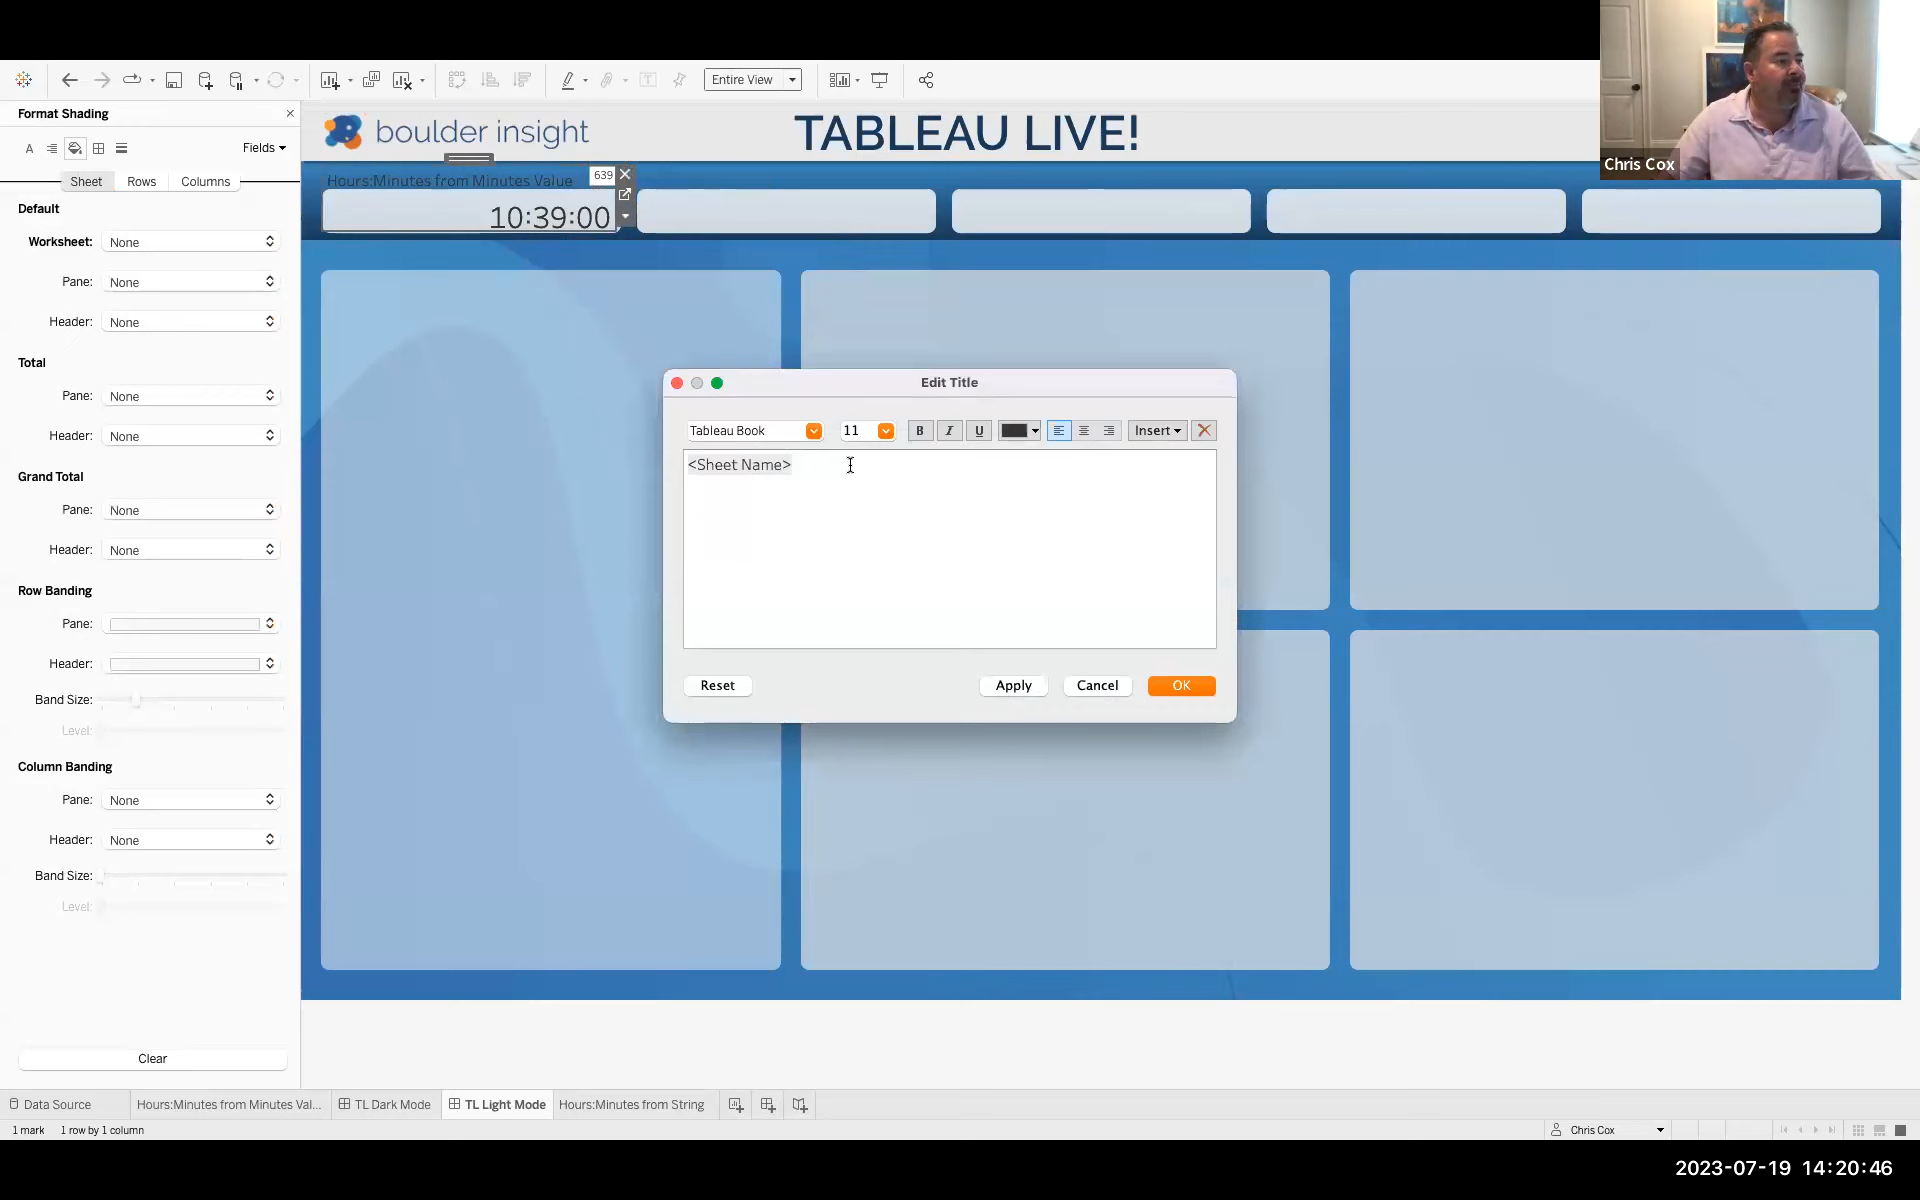 Entire View
Format Shading
A
Fields
Sheet
Rows
Columns
Default
Worksheet: None
Pane: None
Header: None
Total
Pane: None
Header: None
Grand Total
Pane: None
Header: None
Row Banding
Pane:
Header:
Band Size:
Level:
Column Banding
Pane: None
Header: None
Band Size:
Level:
Clear
boulder insight
TABLEAU LIVE!
Hours:Minutes from Minutes Value
639
10:39:00
Chris Cox
Edit Title
Tableau Book
11
B
I
U
Insert
<Sheet Name>
Reset
Apply
Cancel
OK
Data Source
Hours:Minutes from Minutes Val...
TL Dark Mode
TL Light Mode
Hours:Minutes from String
1 mark
1 row by 1 column
Chris Cox
2023-07-19 14:20:46